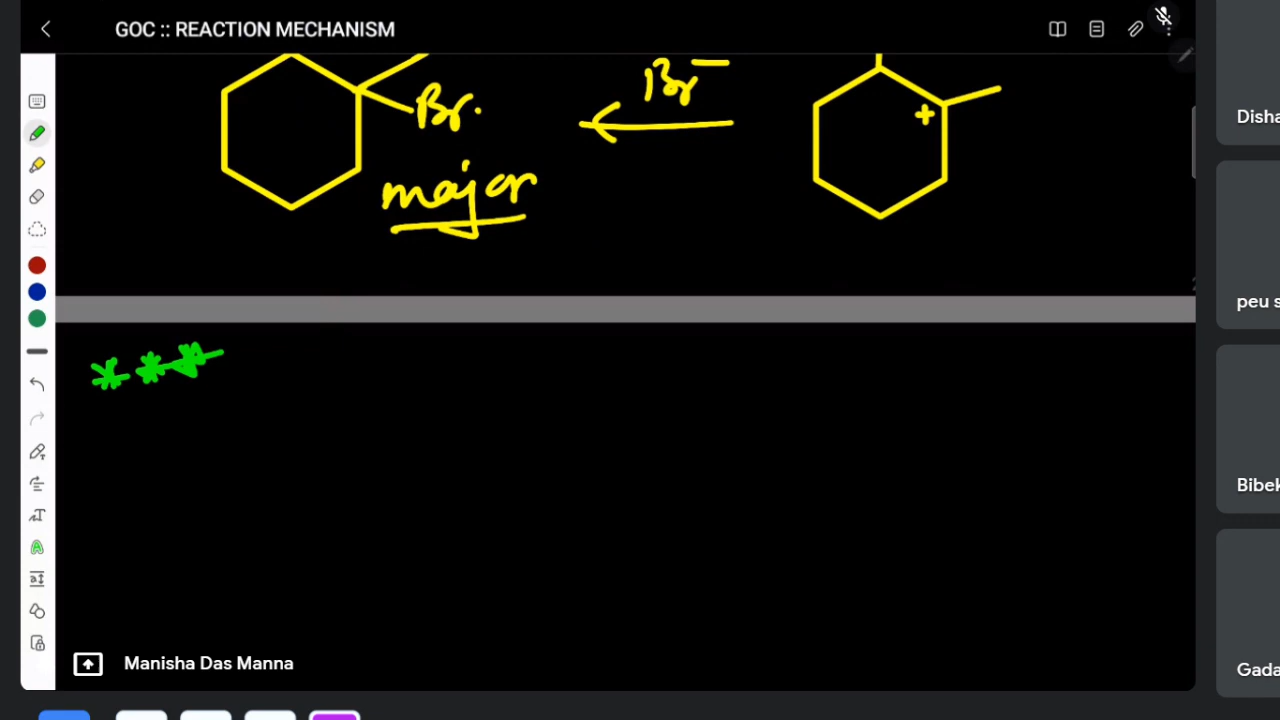 GOC :: REACTION MECHANISM
Br⁻
Br.
+
major
***
Disha
peu s
Bibek
Gada
Manisha Das Manna